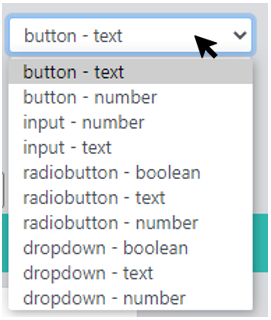 button - text
button - text
button - number
input - number
input - text
radiobutton - boolean
radiobutton - text
radiobutton - number
dropdown - boolean
dropdown - text
dropdown - number